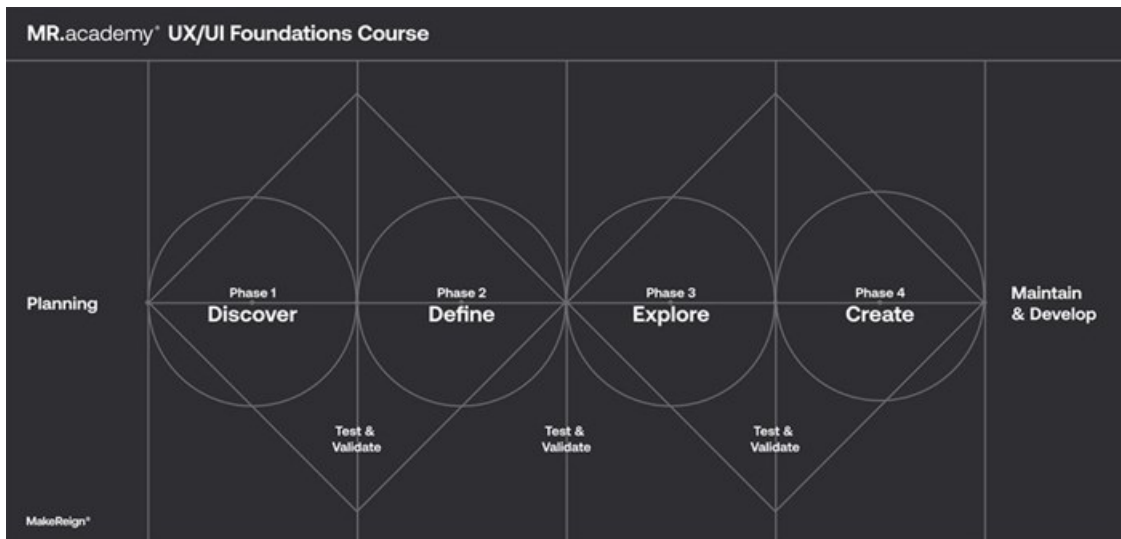 MR.academy® UX/UI Foundations Course
Planning
Phase 1
Discover
Phase 2
Define
Phase 3
Explore
Phase 4
Create
Maintain
& Develop
Test &
Validate
Test &
Validate
Test &
Validate
MakeReign®